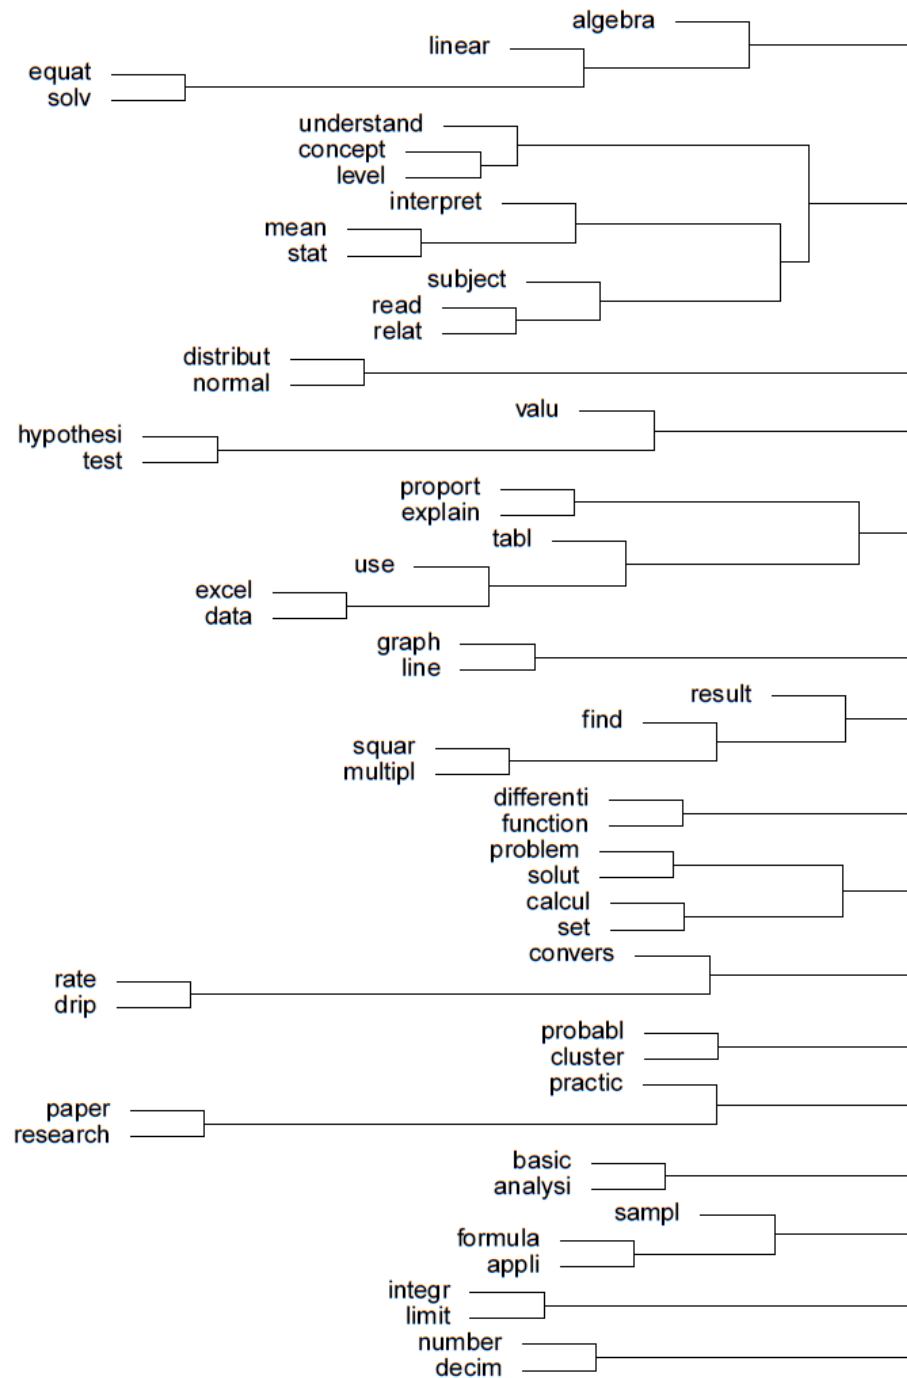 algebra
linear
equat
solv
understand
concept
level
interpret
mean
stat
subject
read
relat
distribut
normal
valu
hypothesi
test
proport
explain
tabl
use
excel
data
graph
line
result
find
squar
multipl
differenti
function
problem
solut
calcul
set
convers
rate
drip
probabl
cluster
practic
paper
research
basic
analysi
sampl
formula
appli
integr
limit
number
decim